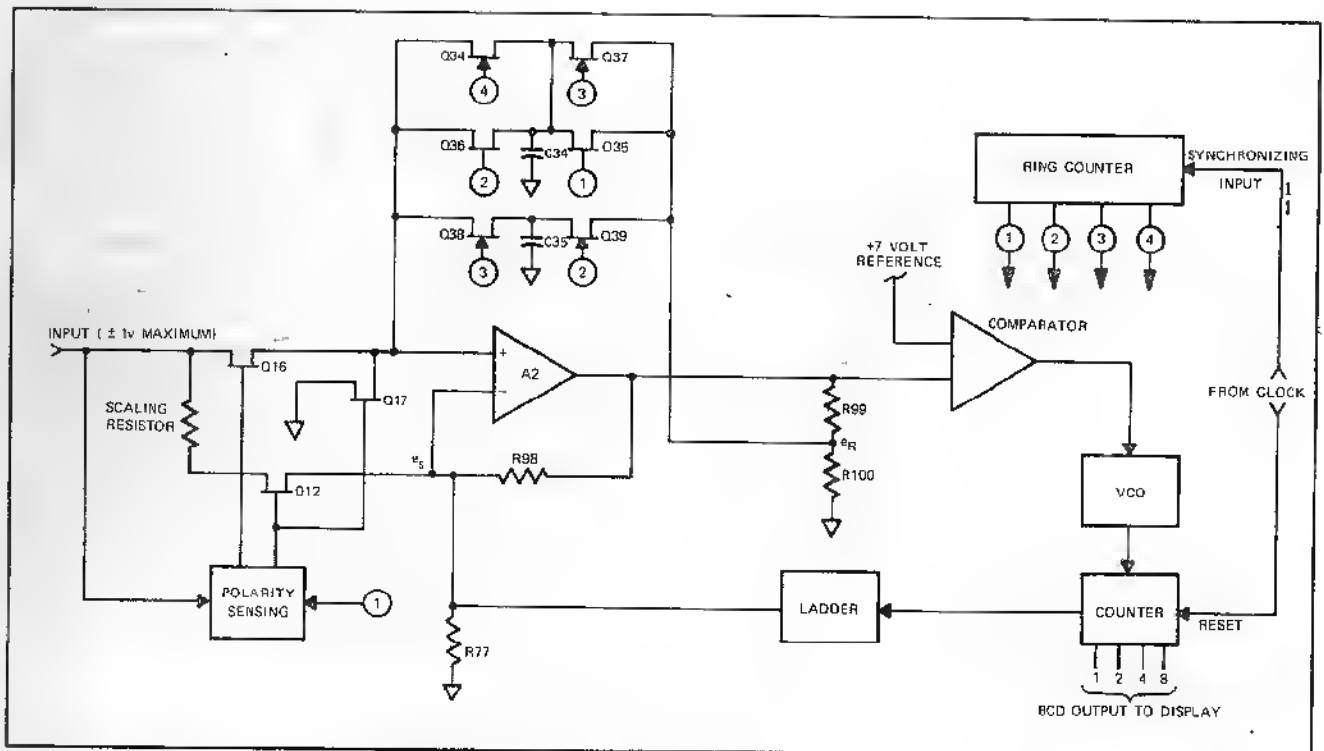 Q34
Q37
4
3
Q36
C34
Q35
2
1
Q38
C35
Q39
3
2
RING COUNTER
SYNCHRONIZING
INPUT
1 2 3 4
+7 VOLT
REFERENCE
COMPARATOR
INPUT ( ± 1v MAXIMUM)
Q16
+
A2
−
Q17
SCALING
RESISTOR
R99
FROM CLOCK
eS
R98
eR
R100
Q12
VCO
POLARITY
SENSING
1
LADDER
COUNTER
RESET
R77
1 2 4 8
BCD OUTPUT TO DISPLAY